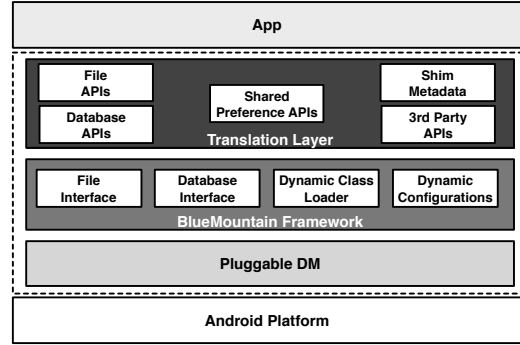 App
File
APIs
Database
APIs
Shared
Preference APIs
Shim
Metadata
3rd Party
APIs
Translation Layer
File
Interface
Database
Interface
Dynamic Class
Loader
Dynamic
Configurations
BlueMountain Framework
Pluggable DM
Android Platform